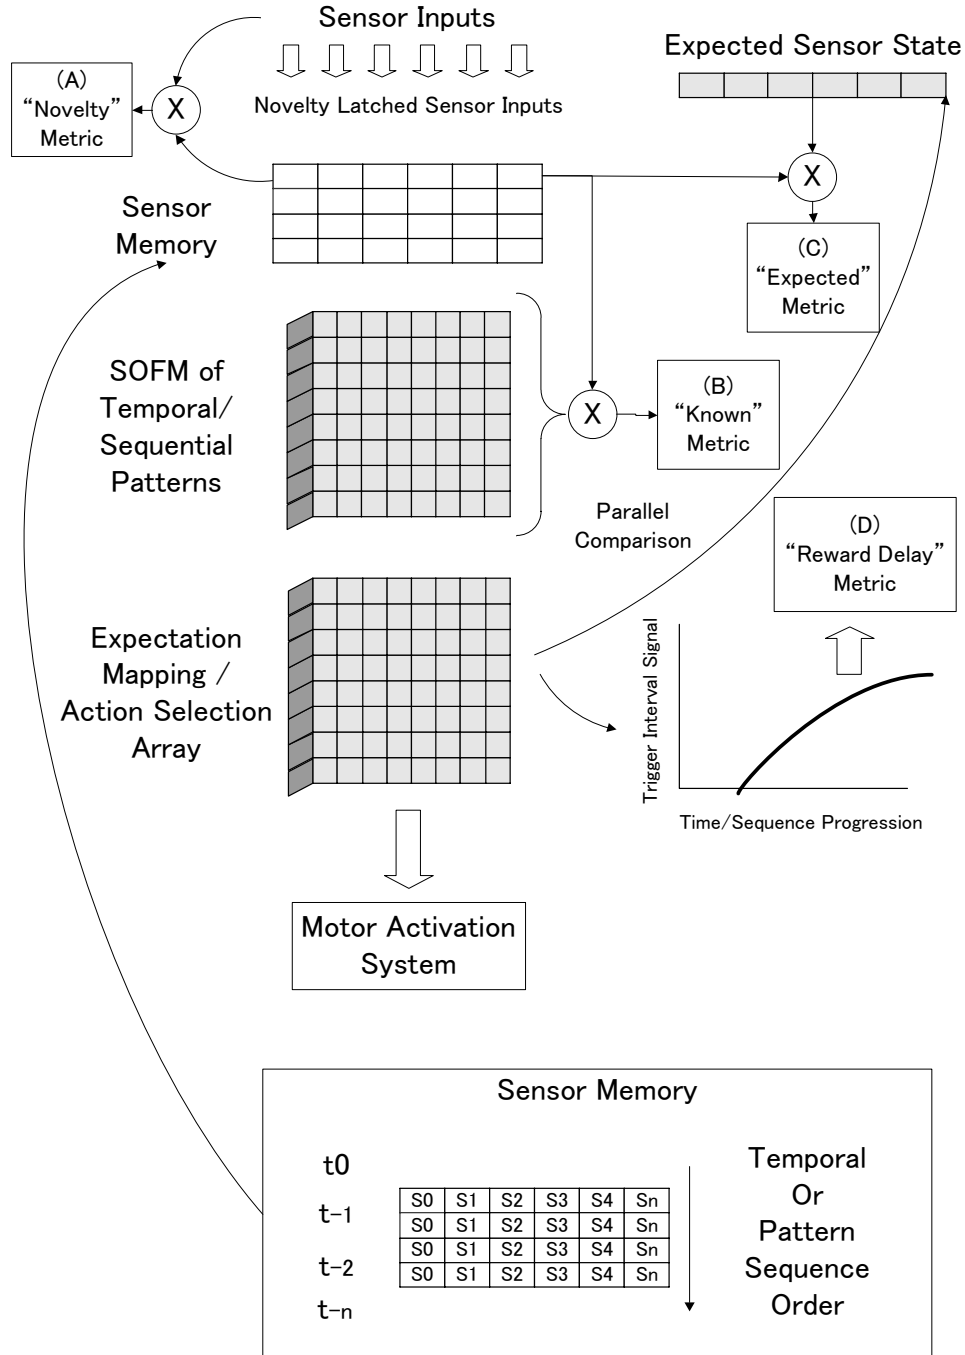 Sensor Inputs
Expected Sensor State
(A)
“Novelty”
Metric
X
Novelty Latched Sensor Inputs
X
Sensor
Memory
(C)
“Expected”
Metric
SOFM of
Temporal/
Sequential
Patterns
X
(B)
“Known”
Metric
Parallel
Comparison
(D)
“Reward Delay”
Metric
Expectation
Mapping /
Action Selection
Array
Trigger Interval Signal
Time/Sequence Progression
Motor Activation
System
Sensor Memory
t0
t-1
t-2
t-n
S0 S1 S2 S3 S4 Sn
S0 S1 S2 S3 S4 Sn
S0 S1 S2 S3 S4 Sn
S0 S1 S2 S3 S4 Sn
Temporal
Or
Pattern
Sequence
Order